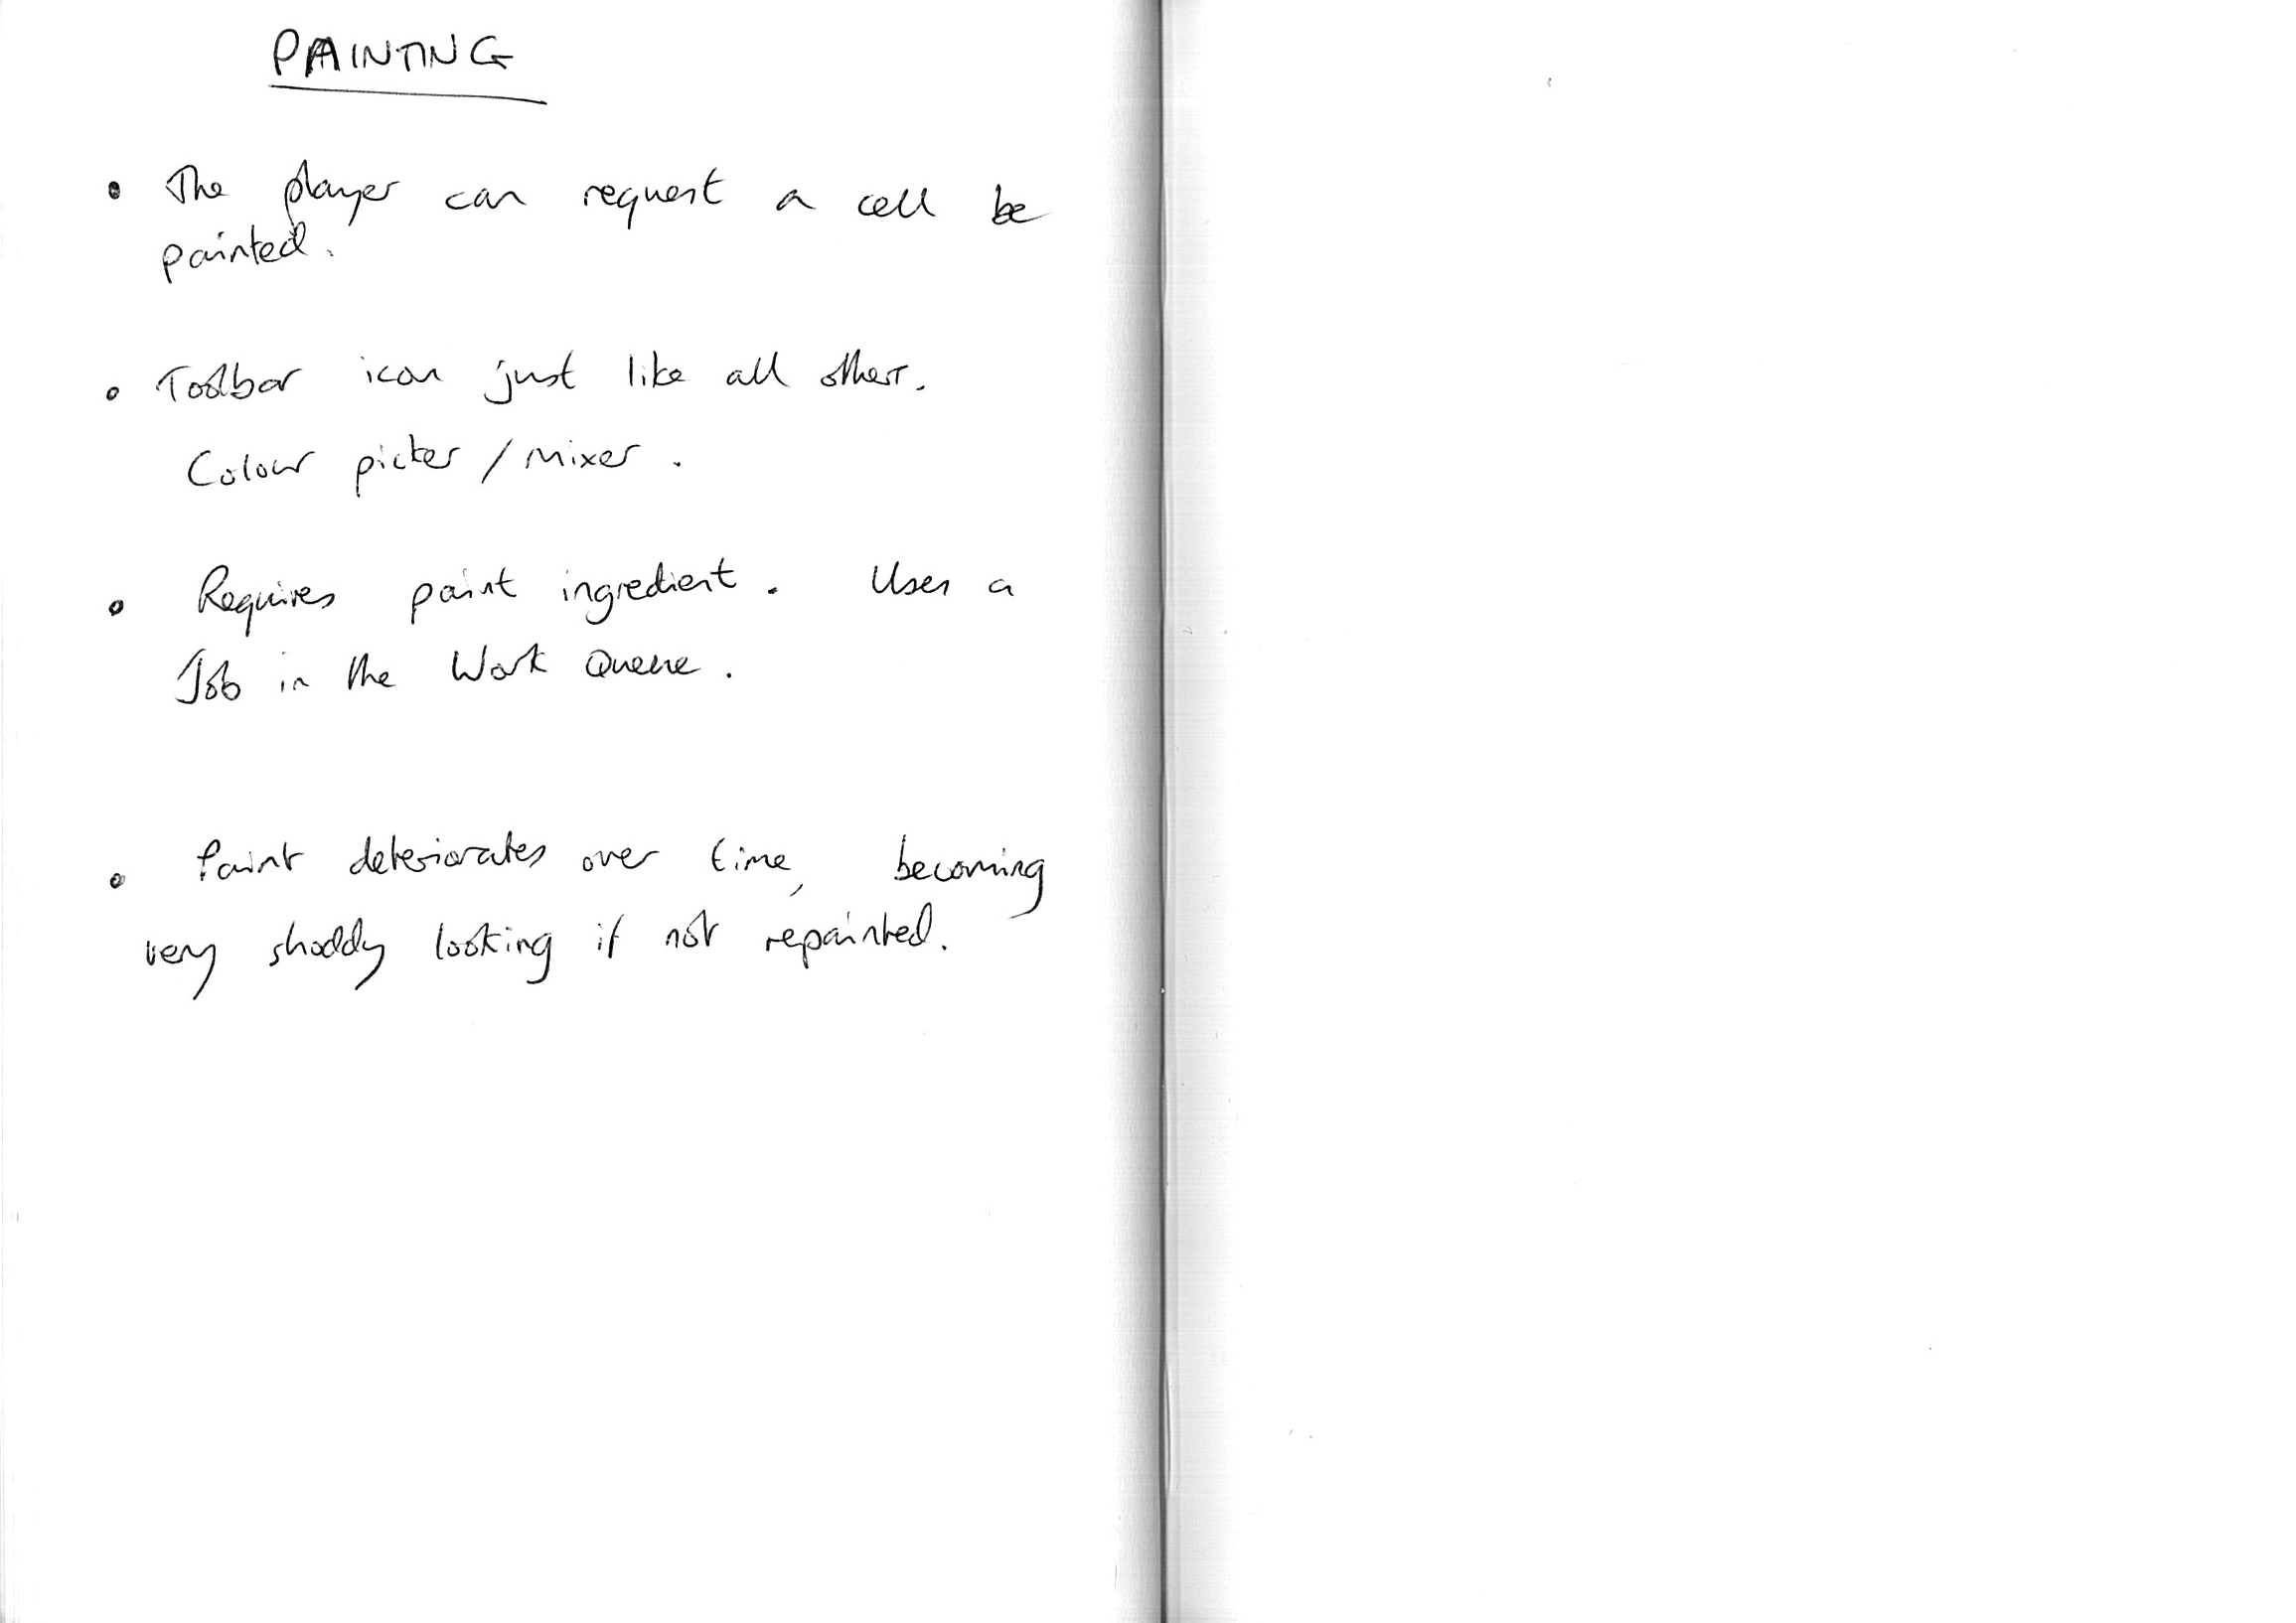 PAINTING
• The player can request a cell be
painted.
• Toolbar icon just like all others.
Colour picker / mixer.
• Requires paint ingredient. Uses a
Job in the Work Queue.
• Paint deteriorates over time, becoming
very shoddy looking if not repainted.